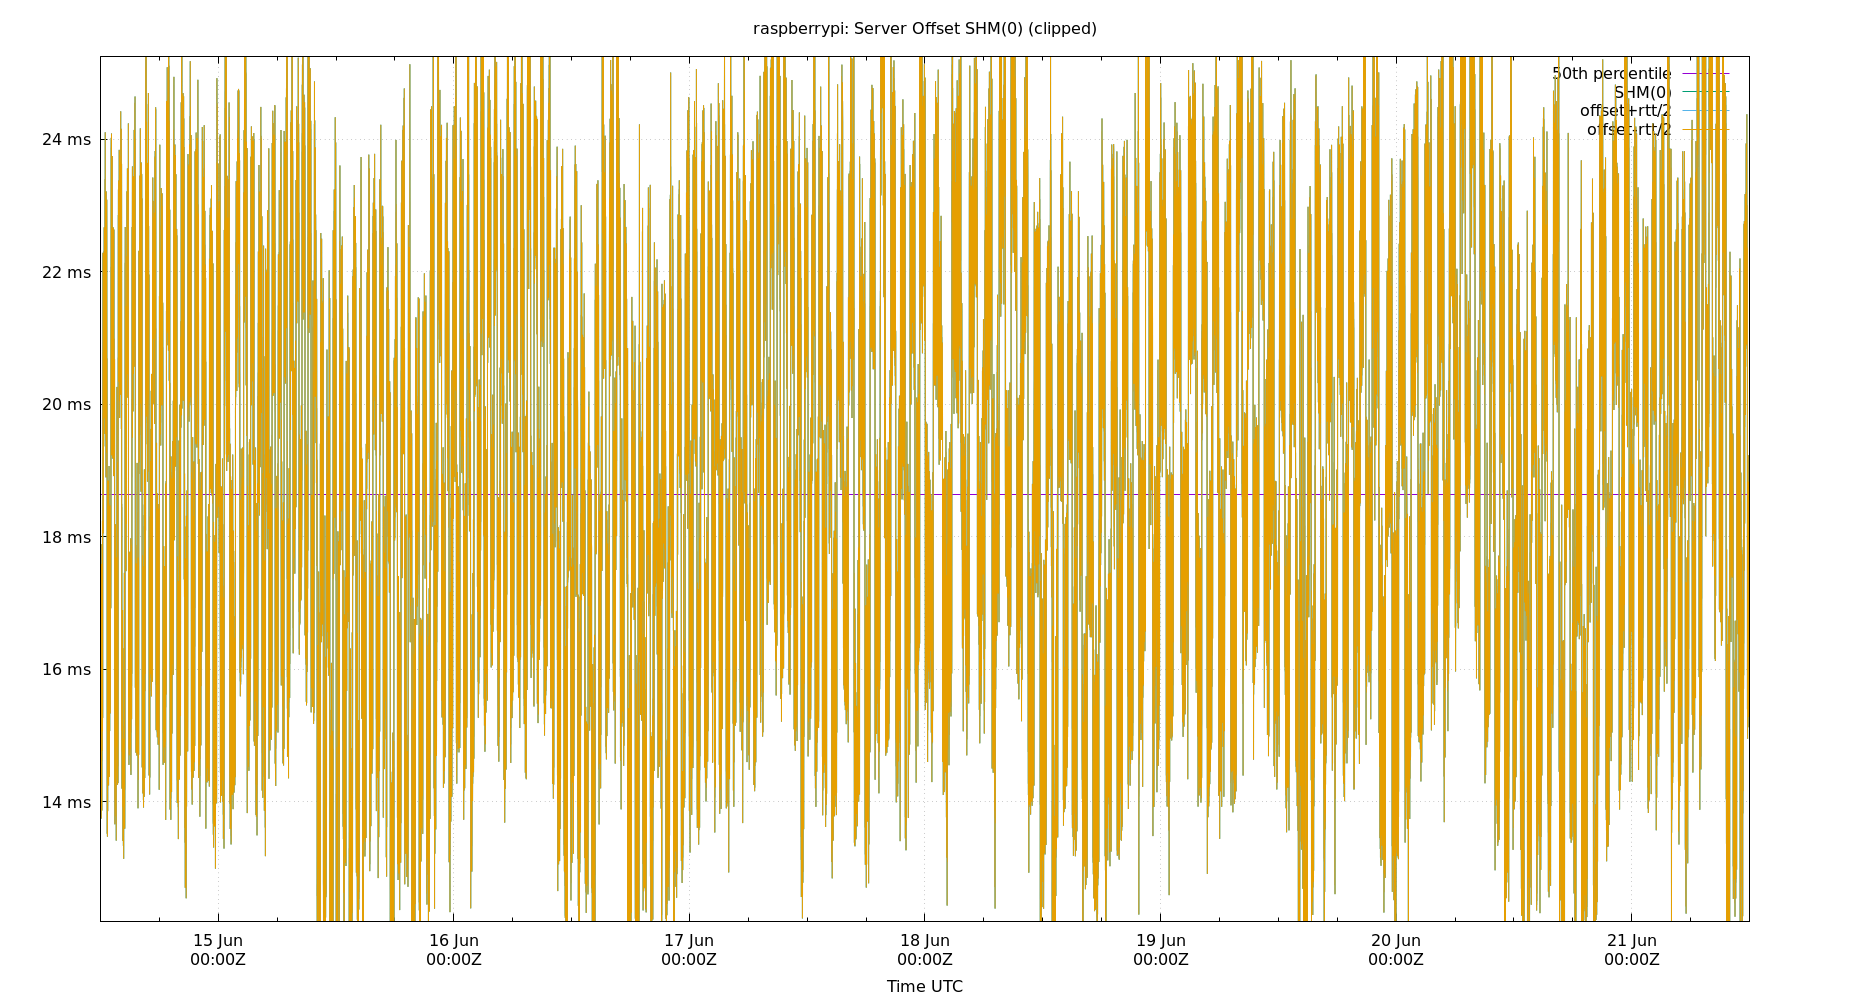 raspberrypi: Server Offset SHM(0) (clipped)
50th percentile
SHM(0)
offset+rtt/2
offset-rtt/2
24 ms
22 ms
20 ms
18 ms
16 ms
14 ms
15 Jun
00:00Z
16 Jun
00:00Z
17 Jun
00:00Z
18 Jun
00:00Z
19 Jun
00:00Z
20 Jun
00:00Z
21 Jun
00:00Z
Time UTC